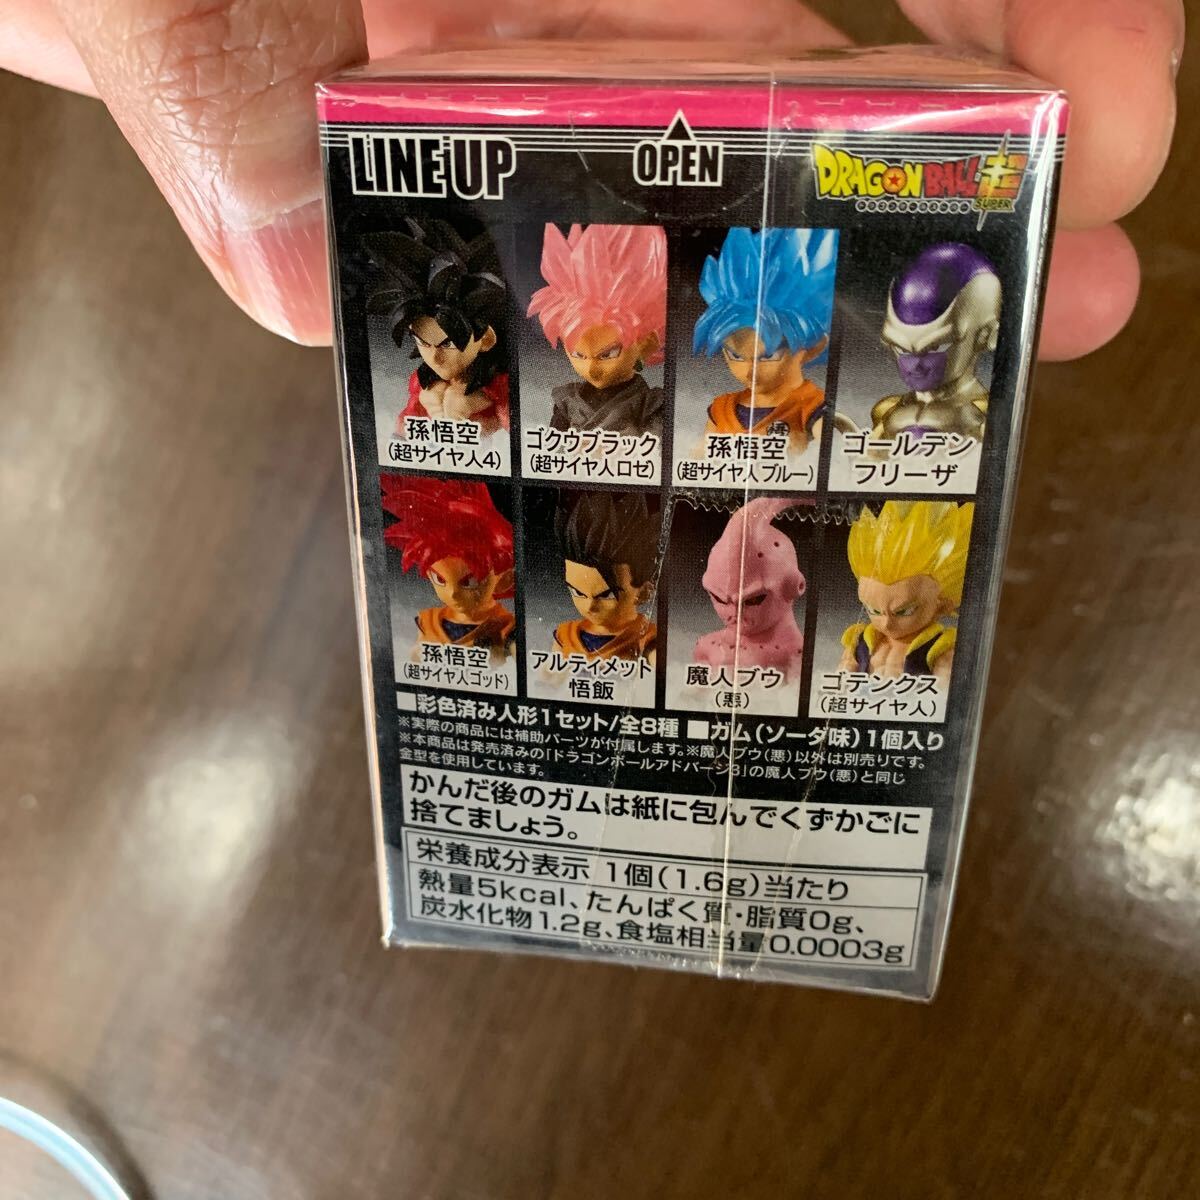 LINE UP
OPEN
DRAGON BALL超
SUPER
孫悟空
(超サイヤ人4)
ゴクウブラック
(超サイヤ人ロゼ)
孫悟空
(超サイヤ人ブルー)
ゴールデン
フリーザ
孫悟空
(超サイヤ人ゴッド)
アルティメット
悟飯
魔人ブウ
(悪)
ゴテンクス
(超サイヤ人)
■彩色済み人形1セット/全8種 ■ガム(ソーダ味)1個入り
※実際の商品には補助パーツが付属します。※魔人ブウ(悪)以外は別売りです。
※本商品は発売済みの「ドラゴンボールアドバージ3」の魔人ブウ(悪)と同じ
金型を使用しています。
かんだ後のガムは紙に包んでくずかごに
捨てましょう。
栄養成分表示 1個(1.6g)当たり
熱量5kcal、たんぱく質・脂質0g、
炭水化物1.2g、食塩相当量0.0003g